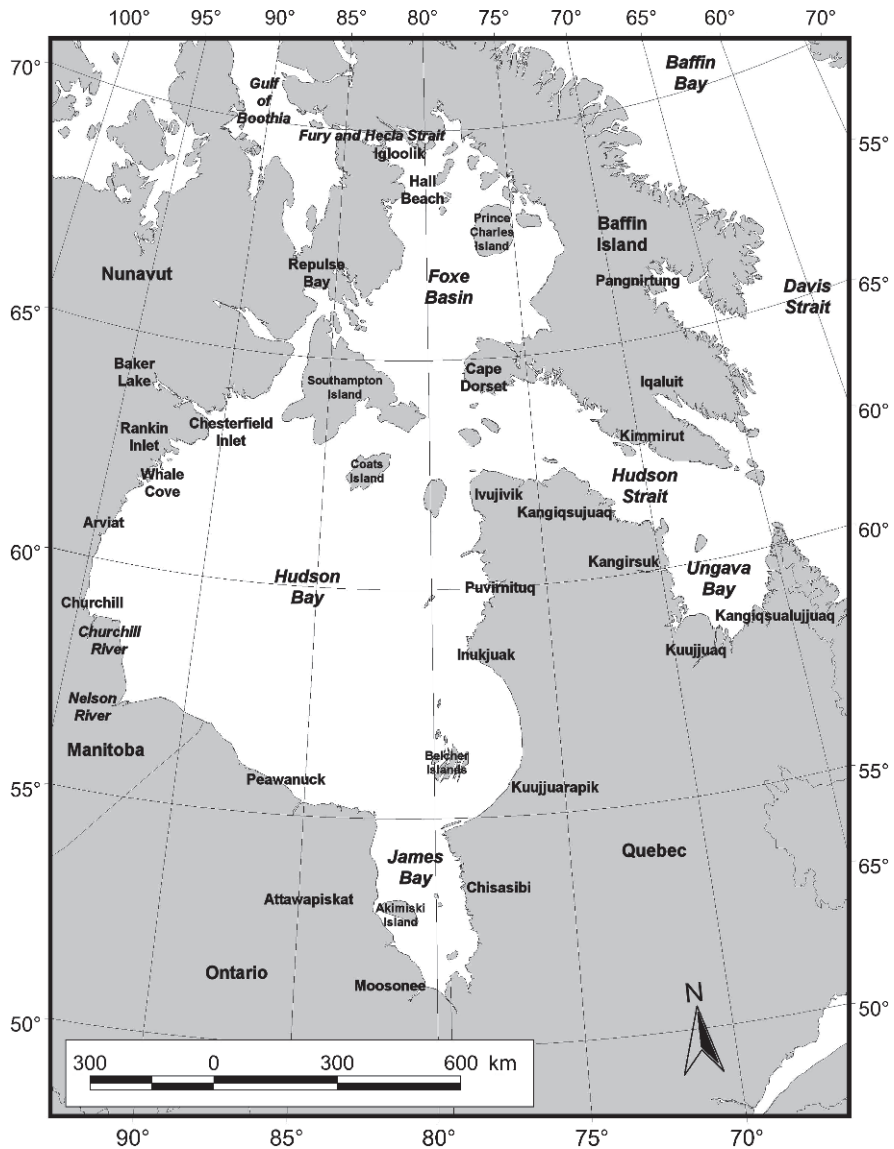 100° 95° 90° 85° 80° 75° 70° 65° 60° 70°
70°
Baffin
Bay
Gulf
of
Boothia
Fury and Hecla Strait
Igloolik
55°
Hall
Beach
Prince
Charles
Island
Baffin
Island
Nunavut
Repulse
Bay
Foxe
Basin
Pangnirtung
65°
Davis
Strait
65°
Baker
Lake
Southampton
Island
Cape
Dorset
Iqaluit
60°
Rankin
Inlet
Chesterfield
Inlet
Kimmirut
Whale
Cove
Coats
Island
Hudson
Strait
Ivujivik
Arviat
Kangiqsujuaq
60°
60°
Hudson
Bay
Kangirsuk
Ungava
Bay
Puvirnituq
Churchill
Kangiqsualujjuaq
Churchill
River
Inukjuak
Kuujjuaq
Nelson
River
Manitoba
Belcher
Islands
Peawanuck
55°
Kuujjuarapik
55°
James
Bay
Quebec
65°
Attawapiskat
Chisasibi
Akimiski
Island
Ontario
Moosonee
N
50°
50°
300 0 300 600 km
90° 85° 80° 75° 70°